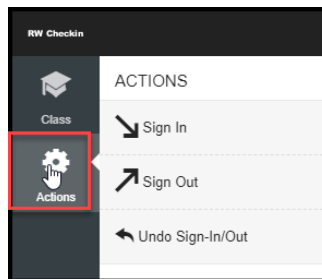 RW Checkin
ACTIONS
Class
Sign In
Actions
Sign Out
Undo Sign-In/Out